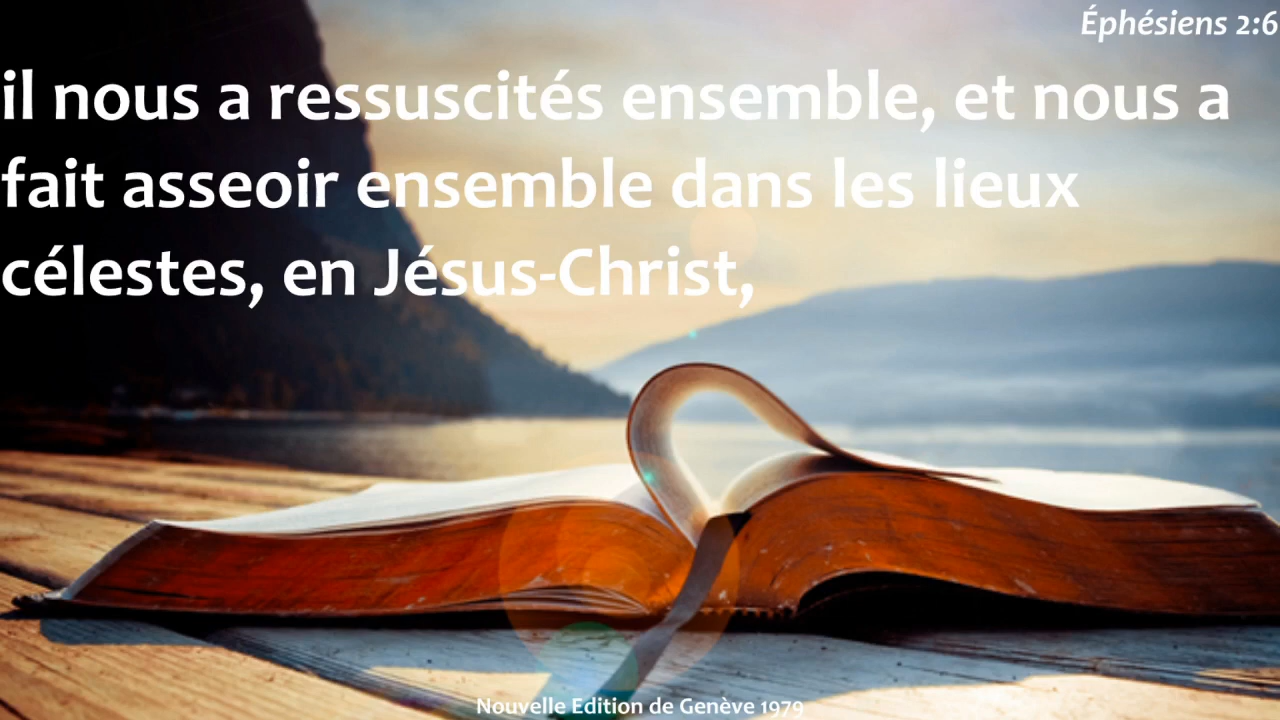 Éphésiens 2:6
il nous a ressuscités ensemble, et nous a
fait asseoir ensemble dans les lieux
célestes, en Jésus-Christ,
Nouvelle Edition de Genève 1979